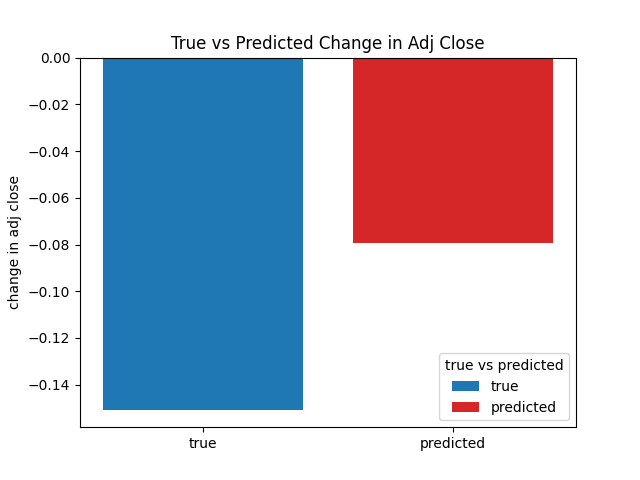 True vs Predicted Change in Adj Close
0.00
−0.02
−0.04
−0.06
−0.08
−0.10
−0.12
−0.14
change in adj close
true vs predicted
true
predicted
true
predicted